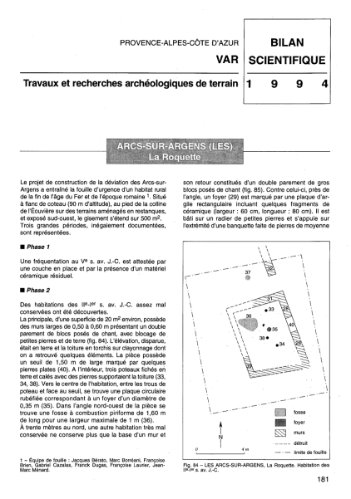 PROVENCE-ALPES-CÔTE D'AZUR
VAR
Travaux et recherches archéologiques de terrain
BILAN
SCIENTIFIQUE
1 9 9 4
ARCS-SUR-ARGENS (LES)
La Roquette
Le projet de construction de la déviation des Arcs-sur-
Argens a entraîné la fouille d'urgence d'un habitat rural
de la fin de l'âge du Fer et de l'époque romaine 1. Situé
à flanc de coteau (90 m d'altitude), au pied de la colline
de l'Écuvière sur des terrains aménagés en restanques,
et exposé sud-ouest, le gisement s'étend sur 500 m².
Trois grandes périodes, inégalement documentées,
sont représentées.
■ Phase 1
Une fréquentation au Ve s. av. J.-C. est attestée par
une couche en place et par la présence d'un matériel
céramique résiduel.
■ Phase 2
Des habitations des IIe-Ier s. av. J.-C. assez mal
conservées ont été découvertes.
La principale, d'une superficie de 20 m² environ, possède
des murs larges de 0,50 à 0,60 m présentant un double
parement de blocs posés de chant, avec blocage de
petites pierres et de terre (fig. 84). L'élévation, disparue,
était en terre et la toiture en torchis sur clayonnage dont
on a retrouvé quelques éléments. La pièce possède
un seuil de 1,50 m de large marqué par quelques
pierres plates (40). A l'intérieur, trois poteaux fichés en
terre et calés avec des pierres supportaient la toiture (33,
34, 38). Vers le centre de l'habitation, entre les trous de
poteau et face au seuil, se trouve une plaque circulaire
rubéfiée correspondant à un foyer d'un diamètre de
0,35 m (35). Dans l'angle nord-ouest de la pièce se
trouve une fosse à combustion piriforme de 1,60 m
de long pour une largeur maximale de 1 m (36).
À trente mètres au nord, une autre habitation très mal
conservée ne conserve plus que la base d'un mur et
1 – Équipe de fouille : Jacques Bérato, Marc Borréani, Françoise
Brien, Gabriel Cazalas, Franck Dugas, Françoise Laurier, Jean-
Marc Ménard.
son retour constitués d'un double parement de gros
blocs posés de chant (fig. 85). Contre celui-ci, près de
l'angle, un foyer (29) est marqué par une plaque d'ar-
gile rectangulaire incluant quelques fragments de
céramique (largeur : 60 cm, longueur : 80 cm). Il est
bâti sur un radier de petites pierres et s'appuie sur
l'extrémité d'une banquette faite de pierres de moyenne
37
36
33
35
38
34
40
31
39
fosse
foyer
murs
détruit
limite de fouille
N
0
4 m
Fig. 84 – LES ARCS-SUR-ARGENS, La Roquette. Habitation des
IIe-Ier s. av. J.-C.
181